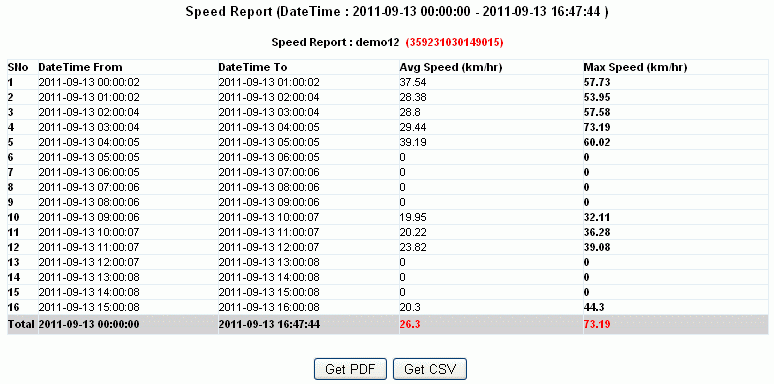 Speed Report (DateTime : 2011-09-13 00:00:00 - 2011-09-13 16:47:44 )
Speed Report : demo12 (359231030149015)
SNo DateTime From DateTime To Avg Speed (km/hr) Max Speed (km/hr)
1 2011-09-13 00:00:02 2011-09-13 01:00:02 37.54 57.73
2 2011-09-13 01:00:02 2011-09-13 02:00:04 28.38 53.95
3 2011-09-13 02:00:04 2011-09-13 03:00:04 28.8 57.58
4 2011-09-13 03:00:04 2011-09-13 04:00:05 29.44 73.19
5 2011-09-13 04:00:05 2011-09-13 05:00:05 39.19 60.02
6 2011-09-13 05:00:05 2011-09-13 06:00:05 0 0
7 2011-09-13 06:00:05 2011-09-13 07:00:05 0 0
8 2011-09-13 07:00:05 2011-09-13 08:00:06 0 0
9 2011-09-13 08:00:06 2011-09-13 09:00:06 0 0
10 2011-09-13 09:00:06 2011-09-13 10:00:07 19.95 32.11
11 2011-09-13 10:00:07 2011-09-13 11:00:07 20.22 36.28
12 2011-09-13 11:00:07 2011-09-13 12:00:07 23.82 39.08
13 2011-09-13 12:00:07 2011-09-13 13:00:08 0 0
14 2011-09-13 13:00:08 2011-09-13 14:00:08 0 0
15 2011-09-13 14:00:08 2011-09-13 15:00:08 0 0
16 2011-09-13 15:00:08 2011-09-13 16:00:08 20.3 44.3
Total 2011-09-13 00:00:00 2011-09-13 16:47:44 26.3 73.19
Get PDF Get CSV